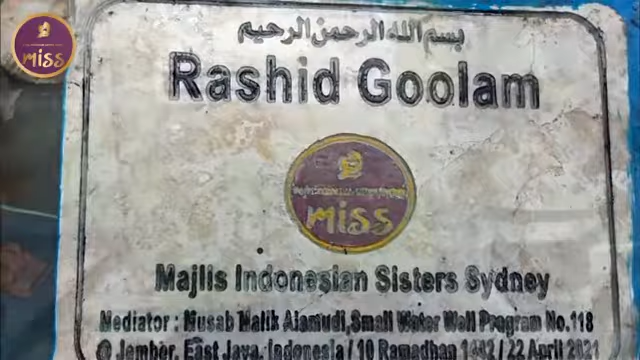 miss
بسم الله الرحمن الرحيم
Rashid Goolam
miss
Majlis Indonesian Sisters Sydney
Mediator : Musab Malik Alamudi,Small Water Well Program No.118
@ Jember, East Java, Indonesia / 10 Ramadhan 1442 / 22 April 2021